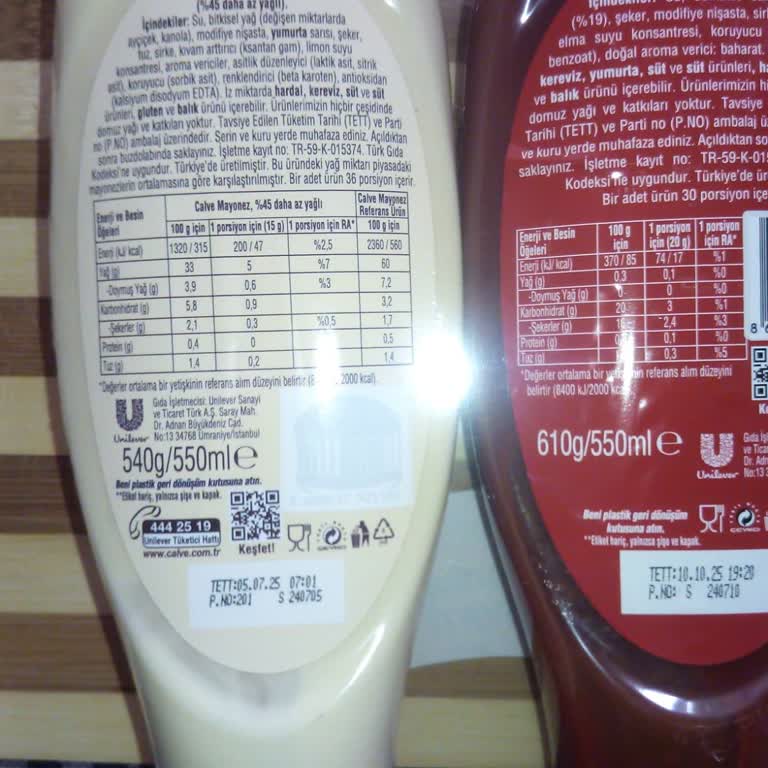 (%45 daha az yağlı).
İçindekiler: Su, bitkisel yağ (değişen miktarlarda
ayçiçek, kanola), modifiye nişasta, yumurta sarısı, şeker,
tuz, sirke, kıvam arttırıcı (ksantan gam), limon suyu
konsantresi, aroma vericiler, asitlik düzenleyici (laktik asit, sitrik
asit), koruyucu (sorbik asit), renklendirici (beta karoten), antioksidan
(kalsiyum disodyum EDTA). İz miktarda hardal, kereviz, süt ve süt
ürünleri, gluten ve balık ürünü içerebilir. Ürünlerimizin hiçbir çeşidinde
domuz yağı ve katkıları yoktur. Tavsiye Edilen Tüketim Tarihi (TETT) ve Parti
no (P.NO) ambalaj üzerindedir. Serin ve kuru yerde muhafaza ediniz. Açıldıktan
sonra buzdolabında saklayınız. İşletme kayıt no: TR-59-K-015374. Türk Gıda
Kodeksi'ne uygundur. Türkiye'de üretilmiştir. Bu üründeki yağ miktarı piyasadaki
mayonezlerin ortalamasına göre karşılaştırılmıştır. Bir adet ürün 36 porsiyon içerir.
Enerji ve Besin Öğeleri
Calve Mayonez, %45 daha az yağlı
Calve Mayonez Referans Ürün
100 g için 1 porsiyon için (15 g) 1 porsiyon için RA* 100 g için
Enerji (kJ/ kcal) 1320 / 315 200 / 47 %2,5 2360 / 560
Yağ (g) 33 5 %7 60
-Doymuş Yağ (g) 3,9 0,6 %3 7,2
Karbonhidrat (g) 5,8 0,9 3,2
-Şekerler (g) 2,1 0,3 %0,5 1,7
Protein (g) 0,4 0 0,5
Tuz (g) 1,4 0,2 1,4
*Değerler ortalama bir yetişkinin referans alım düzeyini belirtir 2000 kcal).
Unilever
Gıda İşletmecisi: Unilever Sanayi
ve Ticaret Türk A.Ş. Saray Mah.
Dr. Adnan Büyükdeniz Cad.
No:13 34768 Ümraniye/İstanbul
540g/550ml e
Beni plastik geri dönüşüm kutusuna atın.
**Etiket hariç, yalnızca şişe ve kapak.
444 25 19
Unilever Tüketici Hattı
www.calve.com.tr
Keşfet!
ÇEVKO
TETT:05.07.25 07:01
P.NO:201 S 240705
(%19), şeker, modifiye nişasta,
elma suyu konsantresi, koruyucu
benzoat), doğal aroma verici: baharat.
kereviz, yumurta, süt ve süt ürünleri,
ve balık ürünü içerebilir. Ürünlerimizin
domuz yağı ve katkıları yoktur. Tavsiye
Tarihi (TETT) ve Parti no (P.NO) ambalaj
ve kuru yerde muhafaza ediniz. Açıldıktan
saklayınız. İşletme kayıt no:
Kodeksi'ne uygundur. Türkiye'de
Bir adet ürün 30 porsiyon
Enerji ve Besin Öğeleri 100 g için 1 porsiyon için (20 g) 1 porsiyon için RA*
Enerji (kJ/ kcal) 370 / 85 74 / 17 %1
Yağ (g) 0,3 0,1 %0
-Doymuş Yağ (g) 0 0 %0
Karbonhidrat (g) 20 3 %1
-Şekerler (g) 2,4 %3
Protein (g) 0,1 %0
Tuz (g) 0,3 %5
*Değerler ortalama bir yetişkinin referans alım düzeyini
belirtir (8400 kJ/2000
610g/550ml e
Unilever
Beni plastik geri dönüşüm
kutusuna atın.
**Etiket hariç, yalnızca şişe ve kapak.
ÇEVKO
TETT:10.10.25 19:20
P.NO: S 240710